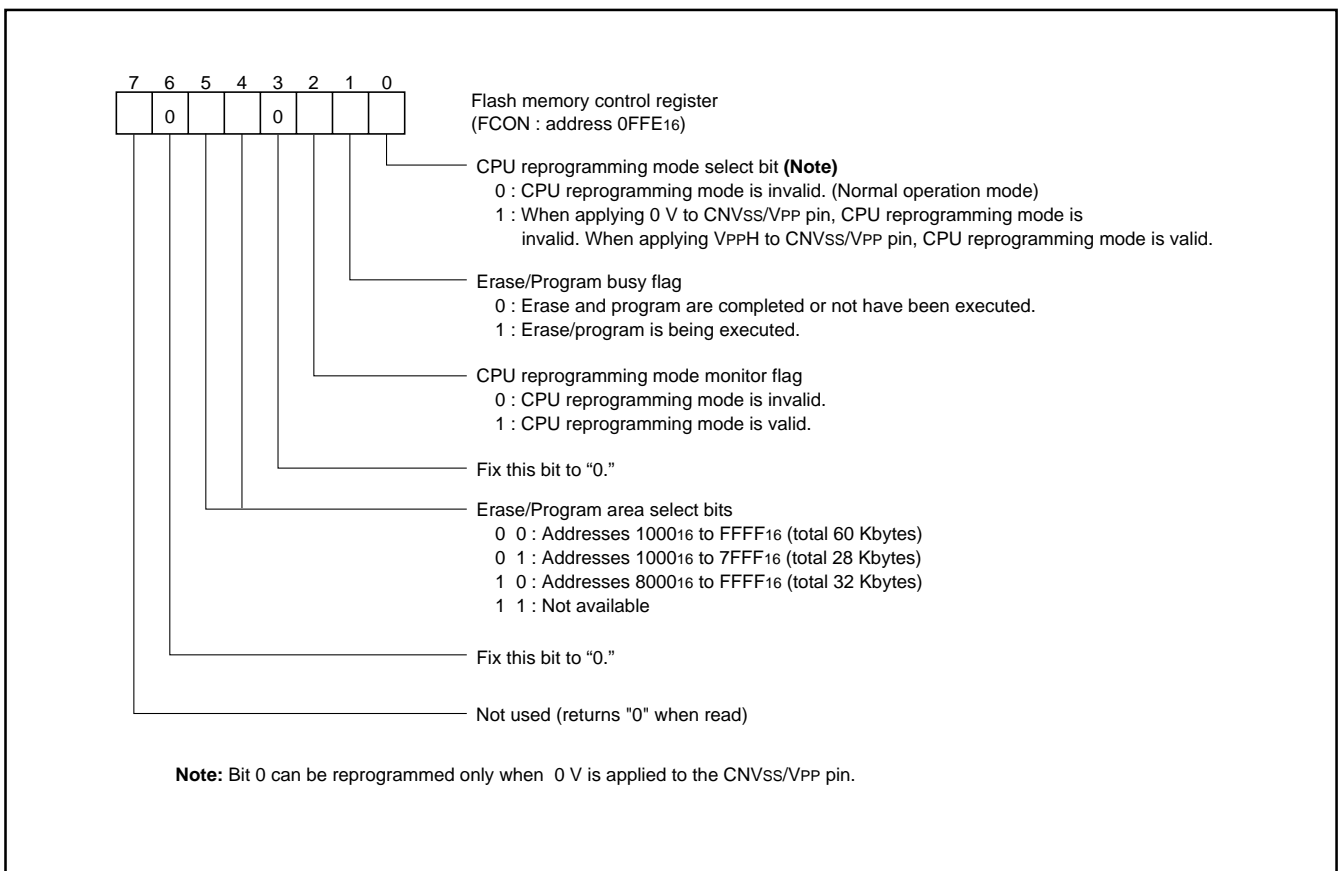 7 6 5 4 3 2 1 0
0 0
Flash memory control register
(FCON : address 0FFE16)
CPU reprogramming mode select bit (Note)
0 : CPU reprogramming mode is invalid. (Normal operation mode)
1 : When applying 0 V to CNVSS/VPP pin, CPU reprogramming mode is
invalid. When applying VPPH to CNVSS/VPP pin, CPU reprogramming mode is valid.
Erase/Program busy flag
0 : Erase and program are completed or not have been executed.
1 : Erase/program is being executed.
CPU reprogramming mode monitor flag
0 : CPU reprogramming mode is invalid.
1 : CPU reprogramming mode is valid.
Fix this bit to “0.”
Erase/Program area select bits
0 0 : Addresses 100016 to FFFF16 (total 60 Kbytes)
0 1 : Addresses 100016 to 7FFF16 (total 28 Kbytes)
1 0 : Addresses 800016 to FFFF16 (total 32 Kbytes)
1 1 : Not available
Fix this bit to “0.”
Not used (returns "0" when read)
Note: Bit 0 can be reprogrammed only when 0 V is applied to the CNVSS/VPP pin.